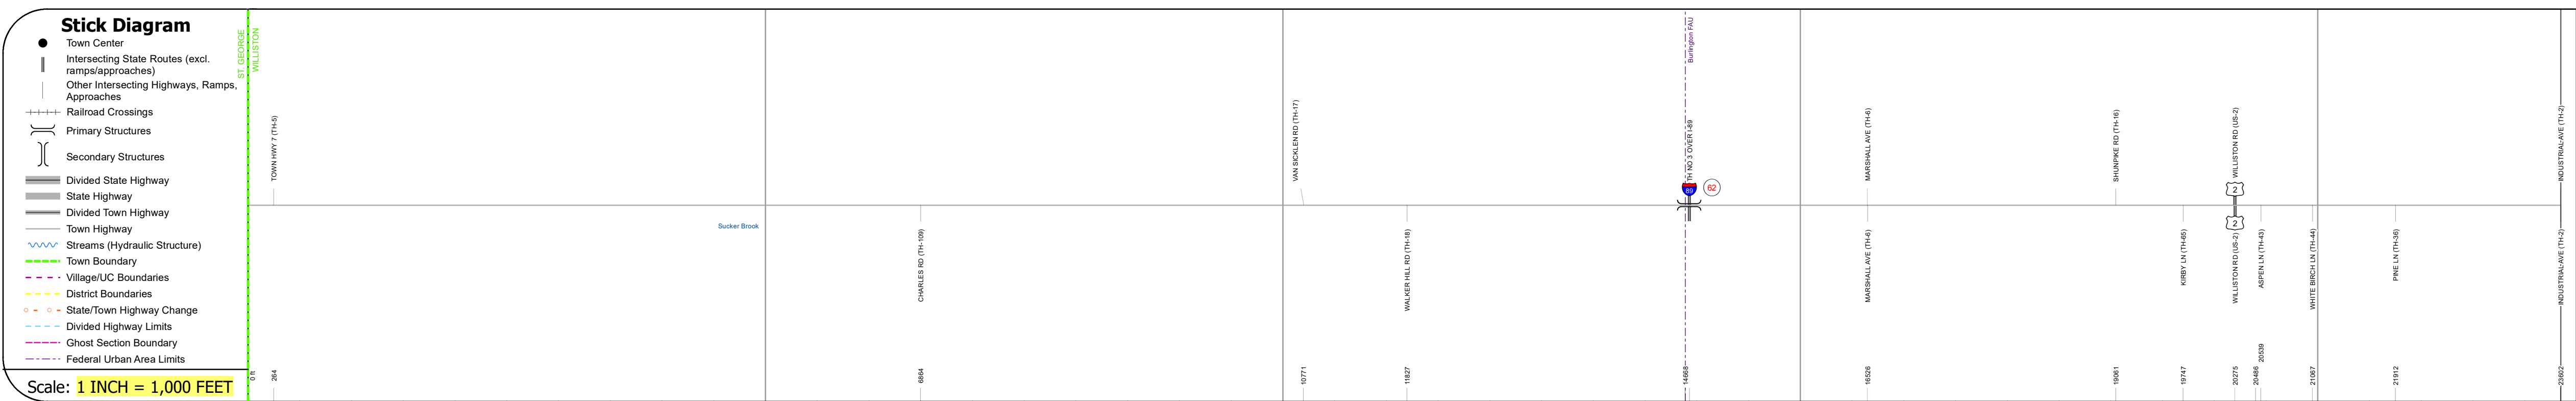 Stick Diagram
Town Center
Intersecting State Routes (excl.
ramps/approaches)
Other Intersecting Highways, Ramps,
Approaches
Railroad Crossings
Primary Structures
Secondary Structures
Divided State Highway
State Highway
Divided Town Highway
Town Highway
Streams (Hydraulic Structure)
Town Boundary
Village/UC Boundaries
District Boundaries
State/Town Highway Change
Divided Highway Limits
Ghost Section Boundary
Federal Urban Area Limits
Scale: 1 INCH = 1,000 FEET
ST. GEORGE
WILLISTON
Burlington FAU
TOWN HWY 7 (TH-5)
VAN SICKLEN RD (TH-17)
TH NO 3 OVER I-89
MARSHALL AVE (TH-6)
SHUNPIKE RD (TH-16)
WILLISTON RD (US-2)
INDUSTRIAL AVE (TH-2)
89
62
2
2
Sucker Brook
CHARLES RD (TH-109)
WALKER HILL RD (TH-18)
MARSHALL AVE (TH-6)
KIRBY LN (TH-65)
WILLISTON RD (US-2)
ASPEN LN (TH-43)
WHITE BIRCH LN (TH-44)
PINE LN (TH-36)
INDUSTRIAL AVE (TH-2)
0 ft
264
6864
10771
11827
14668
16526
19061
19747
20275
20486
20539
21067
21912
23602